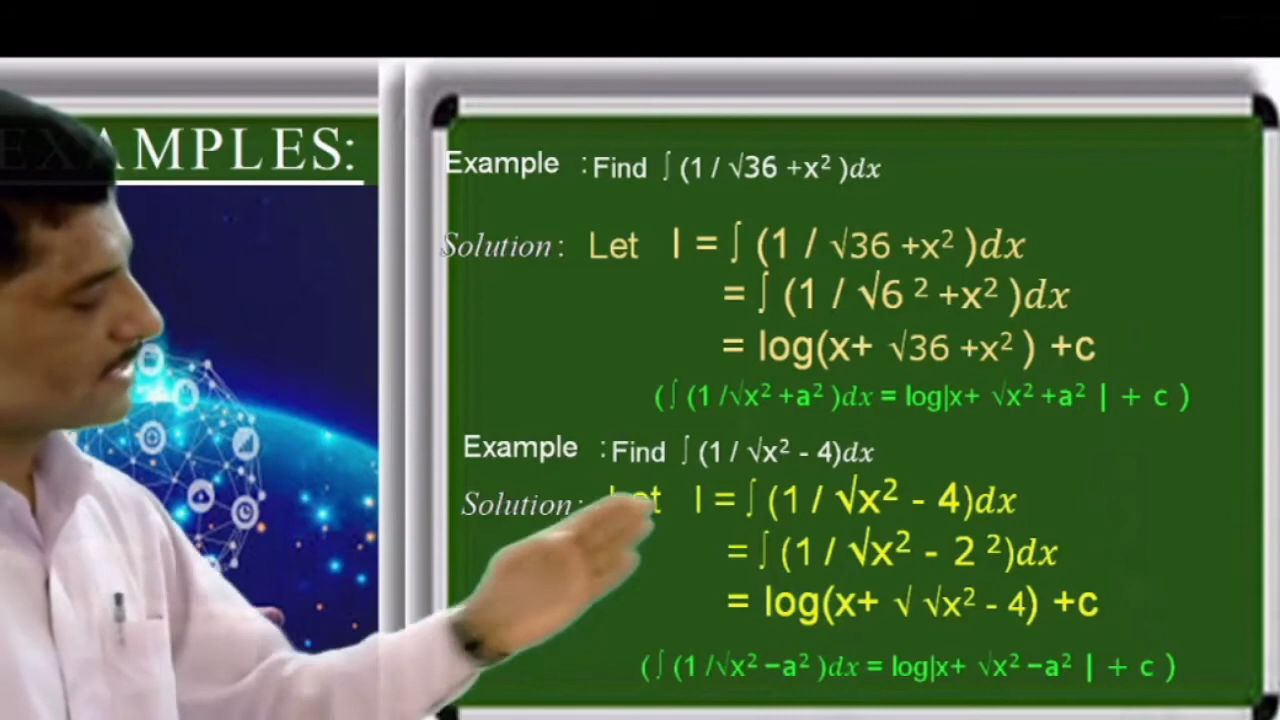 EXAMPLES:
Example : Find ∫ (1 / √36 +x² )dx
Solution: Let I = ∫ (1 / √36 +x² )dx
= ∫ (1 / √6 ² +x² )dx
= log(x+ √36 +x² ) +c
( ∫ (1 /√x² +a² )dx = log|x+ √x² +a² | + c )
Example : Find ∫ (1 / √x² - 4)dx
Solution: Let I = ∫ (1 / √x² - 4)dx
= ∫ (1 / √x² - 2 ²)dx
= log(x+ √ √x² - 4) +c
( ∫ (1 /√x² −a² )dx = log|x+ √x² −a² | + c )